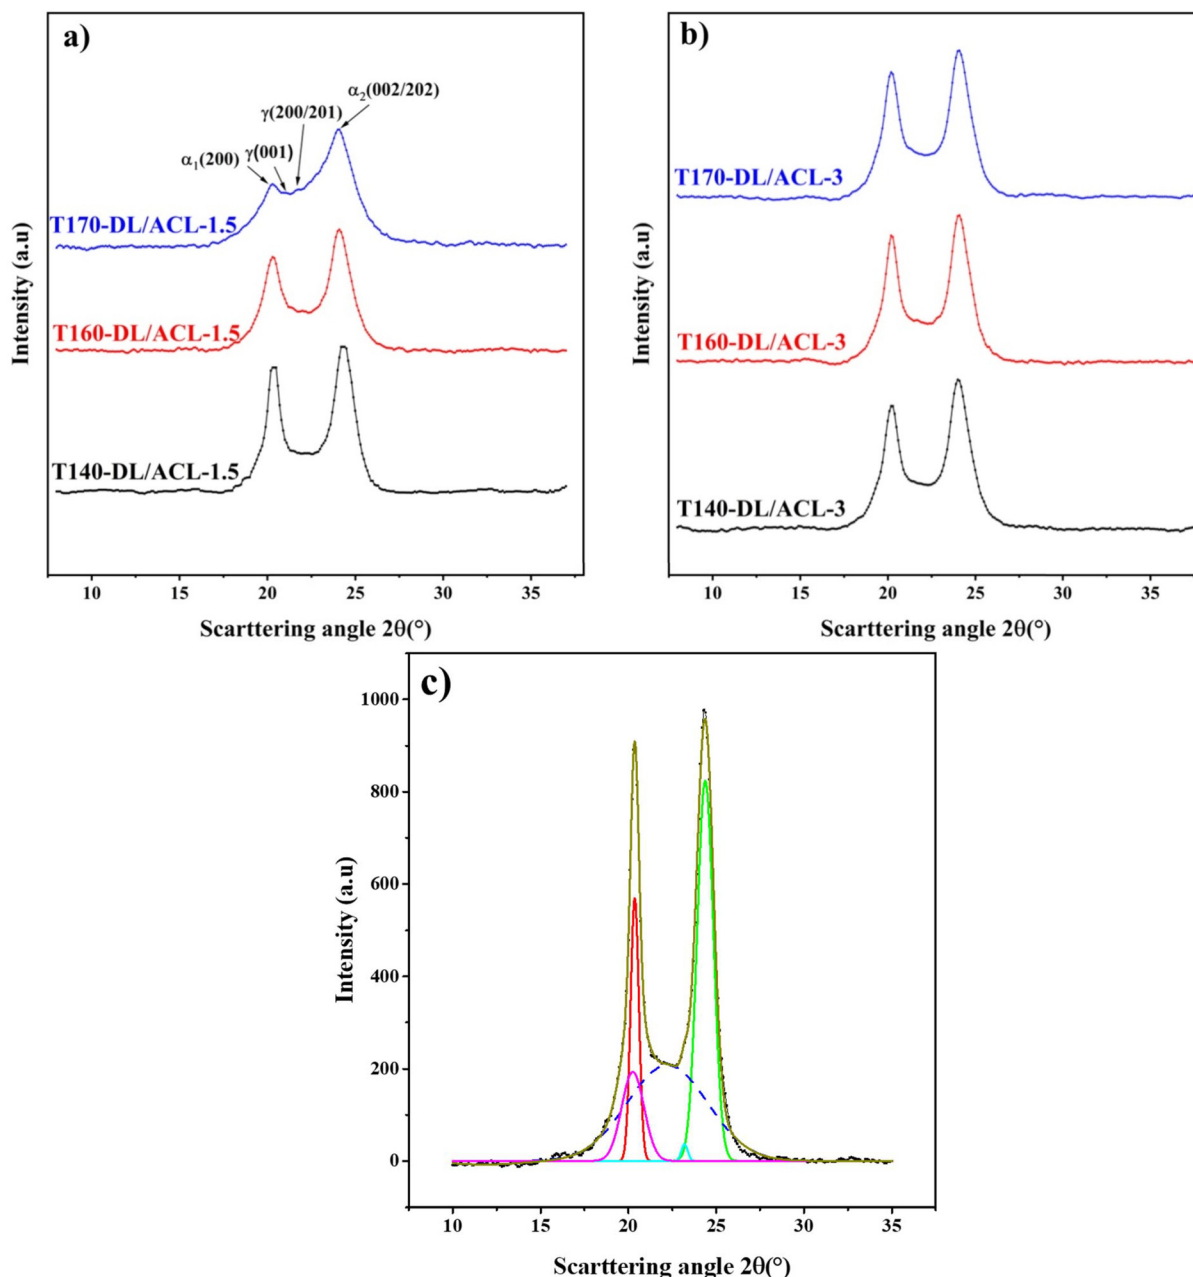 a)
α₂(002/202)
γ(200/201)
α₁(200)
γ(001)
T170-DL/ACL-1.5
T160-DL/ACL-1.5
T140-DL/ACL-1.5
Intensity (a.u)
10 15 20 25 30 35
Scarttering angle 2θ(°)
b)
T170-DL/ACL-3
T160-DL/ACL-3
T140-DL/ACL-3
Intensity (a.u)
10 15 20 25 30 35
Scarttering angle 2θ(°)
c)
1000
800
600
400
200
0
Intensity (a.u)
10 15 20 25 30 35
Scarttering angle 2θ(°)